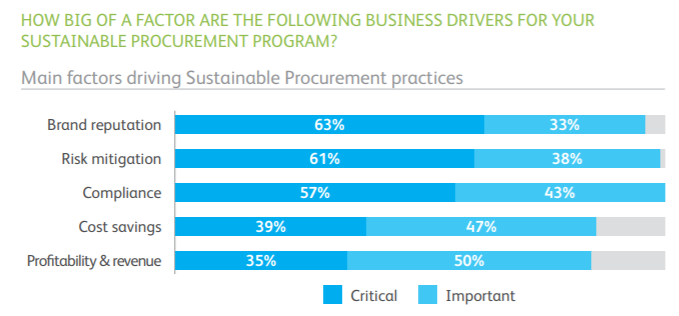 HOW BIG OF A FACTOR ARE THE FOLLOWING BUSINESS DRIVERS FOR YOUR
SUSTAINABLE PROCUREMENT PROGRAM?
Main factors driving Sustainable Procurement practices
Brand reputation 63% 33%
Risk mitigation 61% 38%
Compliance 57% 43%
Cost savings 39% 47%
Profitability & revenue 35% 50%
Critical Important